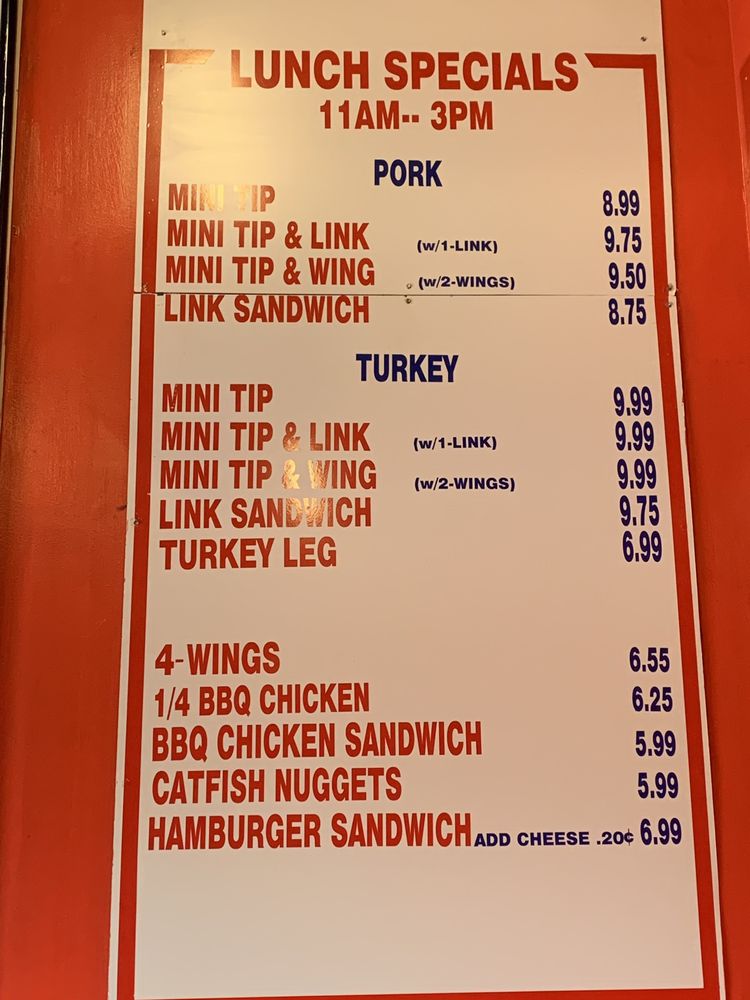 LUNCH SPECIALS
11AM-- 3PM
PORK
MINI TIP 8.99
MINI TIP & LINK (w/1-LINK) 9.75
MINI TIP & WING (w/2-WINGS) 9.50
LINK SANDWICH 8.75
TURKEY
MINI TIP 9.99
MINI TIP & LINK (w/1-LINK) 9.99
MINI TIP & WING (w/2-WINGS) 9.99
LINK SANDWICH 9.75
TURKEY LEG 6.99
4-WINGS 6.55
1/4 BBQ CHICKEN 6.25
BBQ CHICKEN SANDWICH 5.99
CATFISH NUGGETS 5.99
HAMBURGER SANDWICH ADD CHEESE .20¢ 6.99